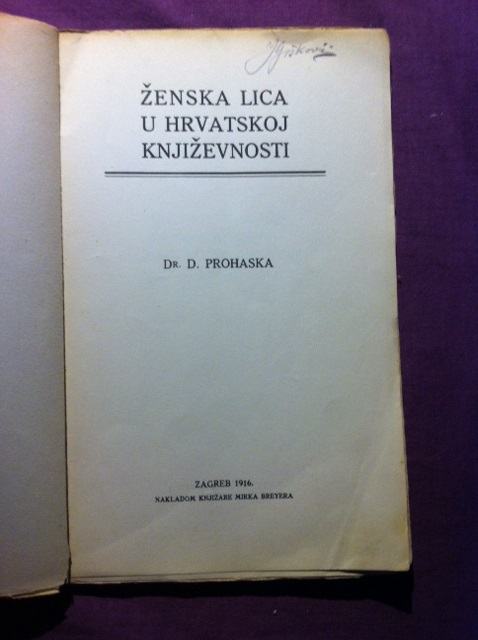 ŽENSKA LICA
U HRVATSKOJ
KNJIŽEVNOSTI
DR. D. PROHASKA
ZAGREB 1916.
NAKLADOM KNJIŽARE MIRKA BREYERA